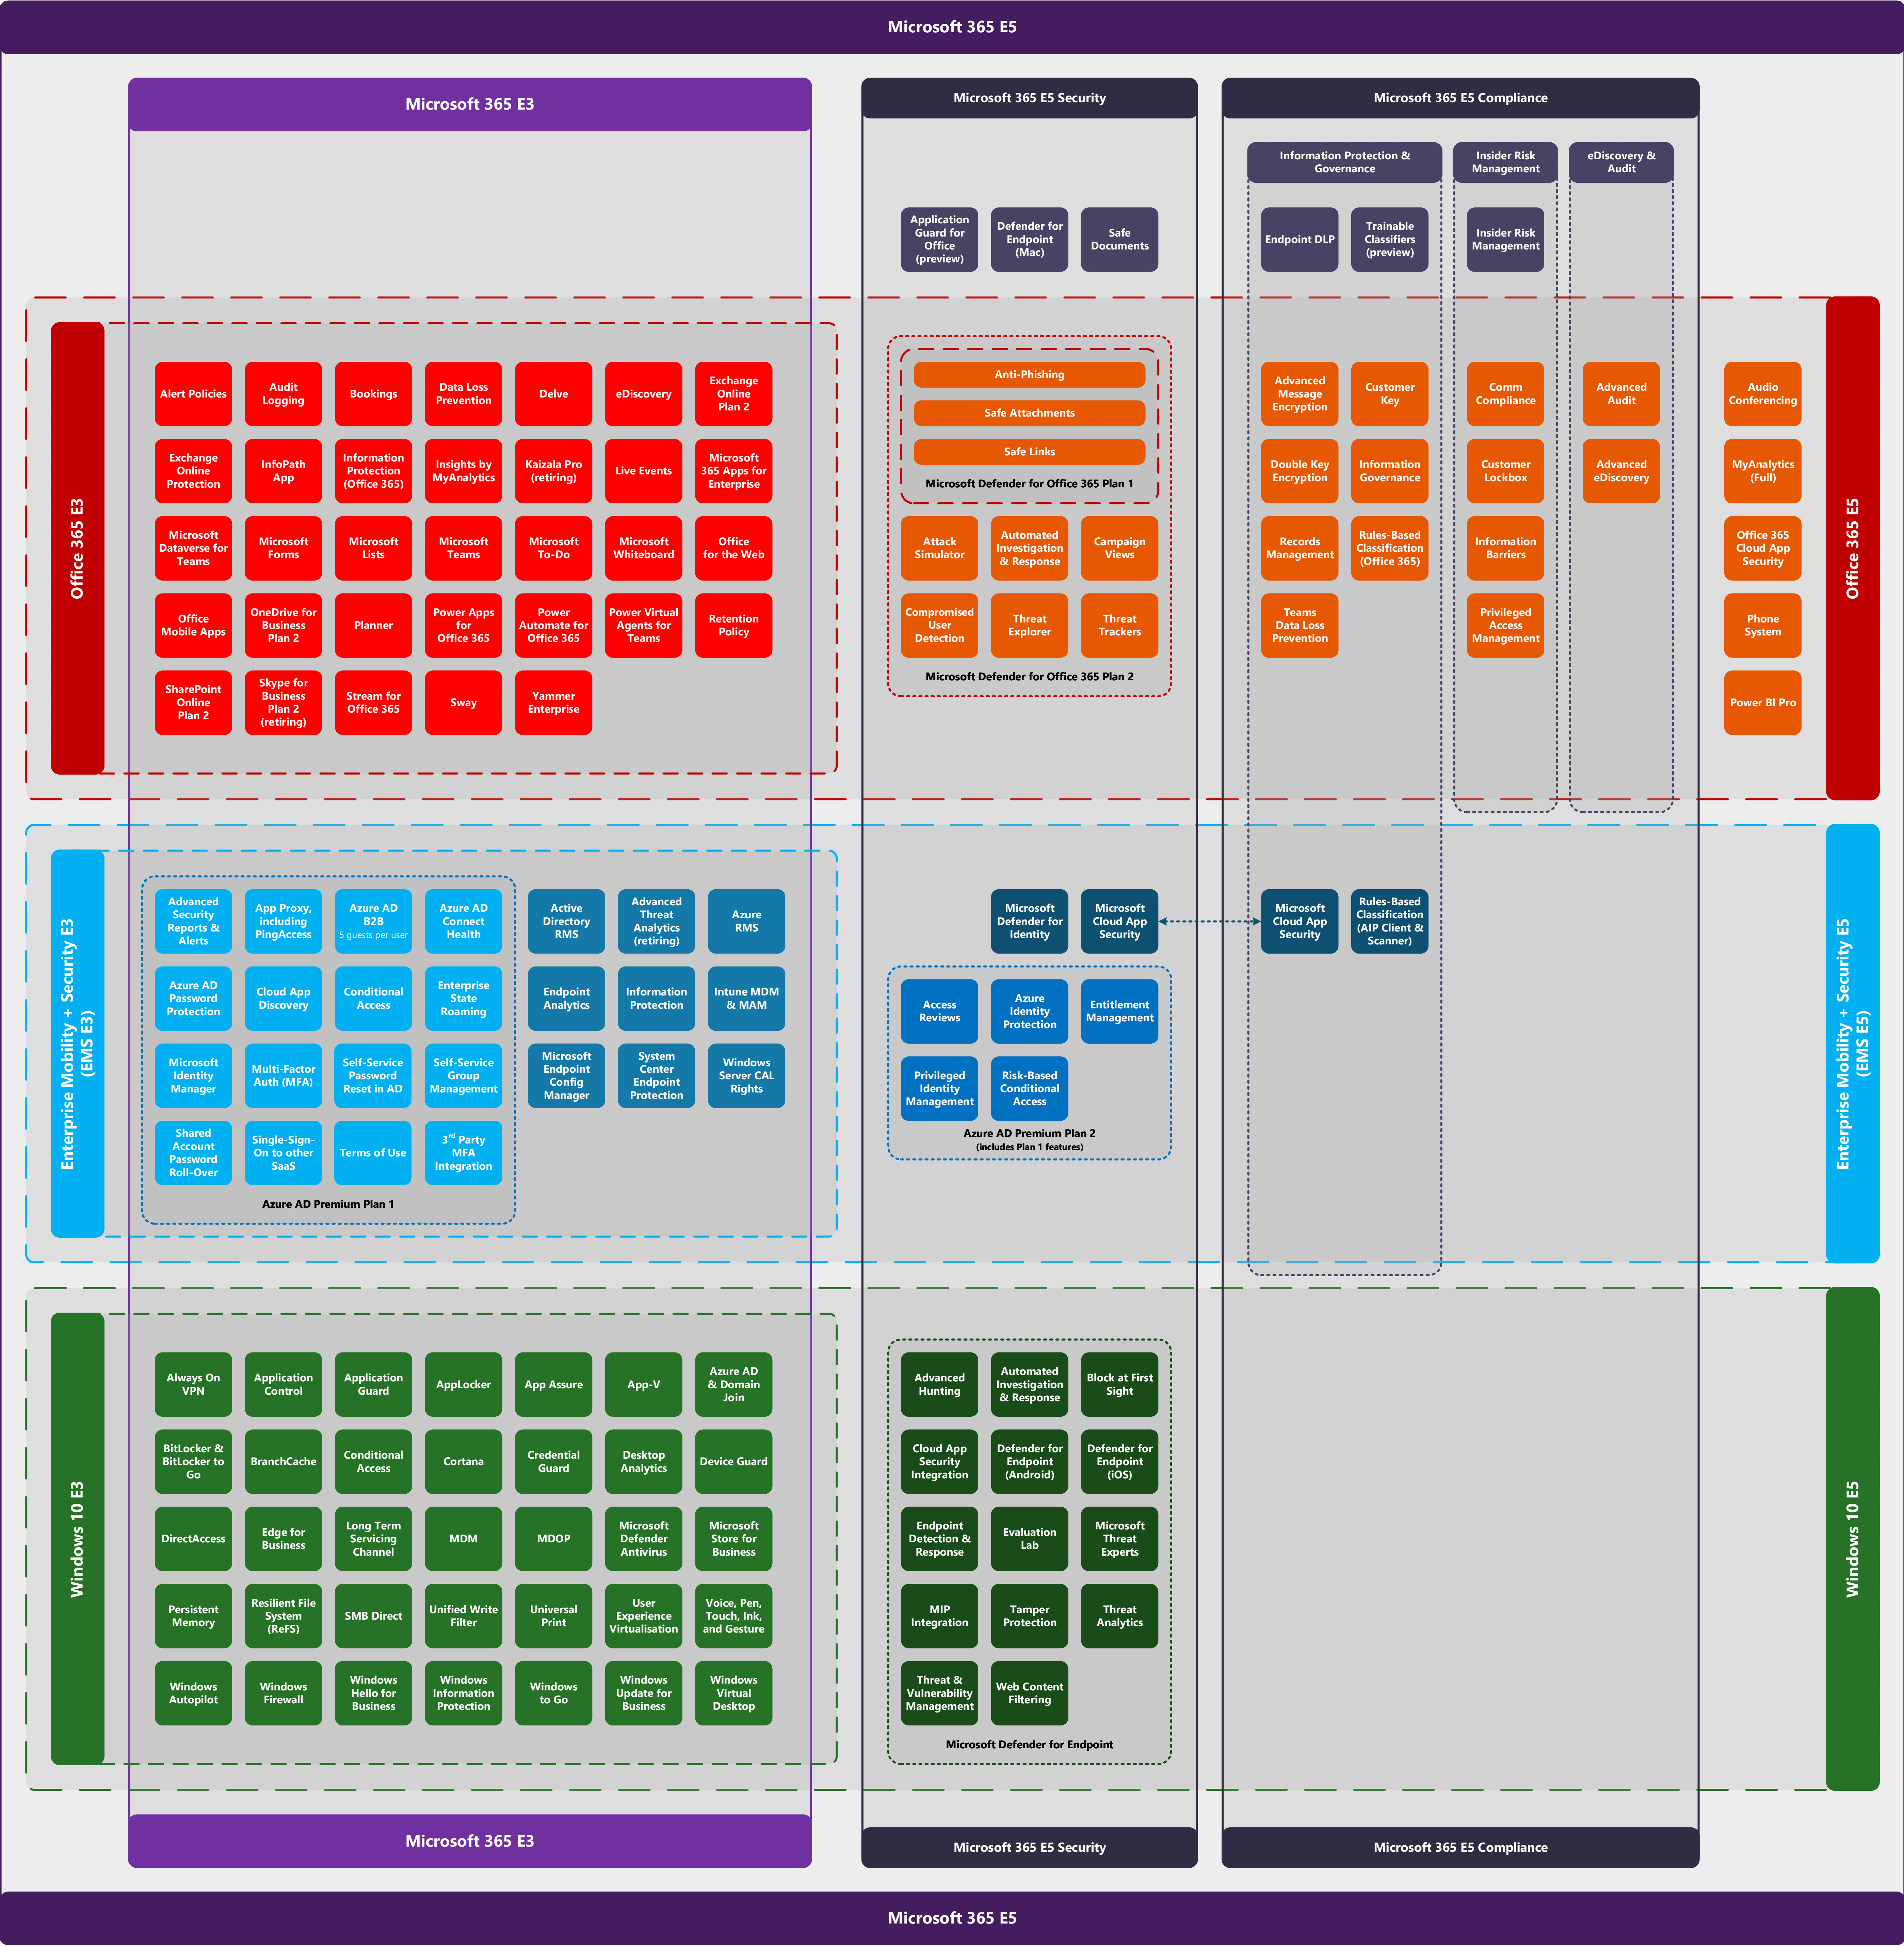 Microsoft 365 E5
Microsoft 365 E3
Microsoft 365 E5 Security
Microsoft 365 E5 Compliance
Information Protection &
Governance
Insider Risk
Management
eDiscovery &
Audit
Application
Guard for
Office
(preview)
Defender for
Endpoint
(Mac)
Safe
Documents
Endpoint DLP
Trainable
Classifiers
(preview)
Insider Risk
Management
Office 365 E3
Alert Policies
Audit
Logging
Bookings
Data Loss
Prevention
Delve
eDiscovery
Exchange
Online
Plan 2
Exchange
Online
Protection
InfoPath
App
Information
Protection
(Office 365)
Insights by
MyAnalytics
Kaizala Pro
(retiring)
Live Events
Microsoft
365 Apps for
Enterprise
Microsoft
Dataverse for
Teams
Microsoft
Forms
Microsoft
Lists
Microsoft
Teams
Microsoft
To-Do
Microsoft
Whiteboard
Office
for the Web
Office
Mobile Apps
OneDrive for
Business
Plan 2
Planner
Power Apps
for
Office 365
Power
Automate for
Office 365
Power Virtual
Agents for
Teams
Retention
Policy
SharePoint
Online
Plan 2
Skype for
Business
Plan 2
(retiring)
Stream for
Office 365
Sway
Yammer
Enterprise
Anti-Phishing
Safe Attachments
Safe Links
Microsoft Defender for Office 365 Plan 1
Attack
Simulator
Automated
Investigation
& Response
Campaign
Views
Compromised
User
Detection
Threat
Explorer
Threat
Trackers
Microsoft Defender for Office 365 Plan 2
Advanced
Message
Encryption
Customer
Key
Double Key
Encryption
Information
Governance
Records
Management
Rules-Based
Classification
(Office 365)
Teams
Data Loss
Prevention
Comm
Compliance
Customer
Lockbox
Information
Barriers
Privileged
Access
Management
Advanced
Audit
Advanced
eDiscovery
Audio
Conferencing
MyAnalytics
(Full)
Office 365
Cloud App
Security
Phone
System
Power BI Pro
Office 365 E5
Enterprise Mobility + Security E3
(EMS E3)
Advanced
Security
Reports &
Alerts
App Proxy,
including
PingAccess
Azure AD
B2B
5 guests per user
Azure AD
Connect
Health
Active
Directory
RMS
Advanced
Threat
Analytics
(retiring)
Azure
RMS
Azure AD
Password
Protection
Cloud App
Discovery
Conditional
Access
Enterprise
State
Roaming
Endpoint
Analytics
Information
Protection
Intune MDM
& MAM
Microsoft
Identity
Manager
Multi-Factor
Auth (MFA)
Self-Service
Password
Reset in AD
Self-Service
Group
Management
Microsoft
Endpoint
Config
Manager
System
Center
Endpoint
Protection
Windows
Server CAL
Rights
Shared
Account
Password
Roll-Over
Single-Sign-
On to other
SaaS
Terms of Use
3rd Party
MFA
Integration
Azure AD Premium Plan 1
Microsoft
Defender for
Identity
Microsoft
Cloud App
Security
Microsoft
Cloud App
Security
Rules-Based
Classification
(AIP Client &
Scanner)
Access
Reviews
Azure
Identity
Protection
Entitlement
Management
Privileged
Identity
Management
Risk-Based
Conditional
Access
Azure AD Premium Plan 2
(includes Plan 1 features)
Enterprise Mobility + Security E5
(EMS E5)
Windows 10 E3
Always On
VPN
Application
Control
Application
Guard
AppLocker
App Assure
App-V
Azure AD
& Domain
Join
BitLocker &
BitLocker to
Go
BranchCache
Conditional
Access
Cortana
Credential
Guard
Desktop
Analytics
Device Guard
DirectAccess
Edge for
Business
Long Term
Servicing
Channel
MDM
MDOP
Microsoft
Defender
Antivirus
Microsoft
Store for
Business
Persistent
Memory
Resilient File
System
(ReFS)
SMB Direct
Unified Write
Filter
Universal
Print
User
Experience
Virtualisation
Voice, Pen,
Touch, Ink,
and Gesture
Windows
Autopilot
Windows
Firewall
Windows
Hello for
Business
Windows
Information
Protection
Windows
to Go
Windows
Update for
Business
Windows
Virtual
Desktop
Advanced
Hunting
Automated
Investigation
& Response
Block at First
Sight
Cloud App
Security
Integration
Defender for
Endpoint
(Android)
Defender for
Endpoint
(iOS)
Endpoint
Detection &
Response
Evaluation
Lab
Microsoft
Threat
Experts
MIP
Integration
Tamper
Protection
Threat
Analytics
Threat &
Vulnerability
Management
Web Content
Filtering
Microsoft Defender for Endpoint
Windows 10 E5
Microsoft 365 E3
Microsoft 365 E5 Security
Microsoft 365 E5 Compliance
Microsoft 365 E5